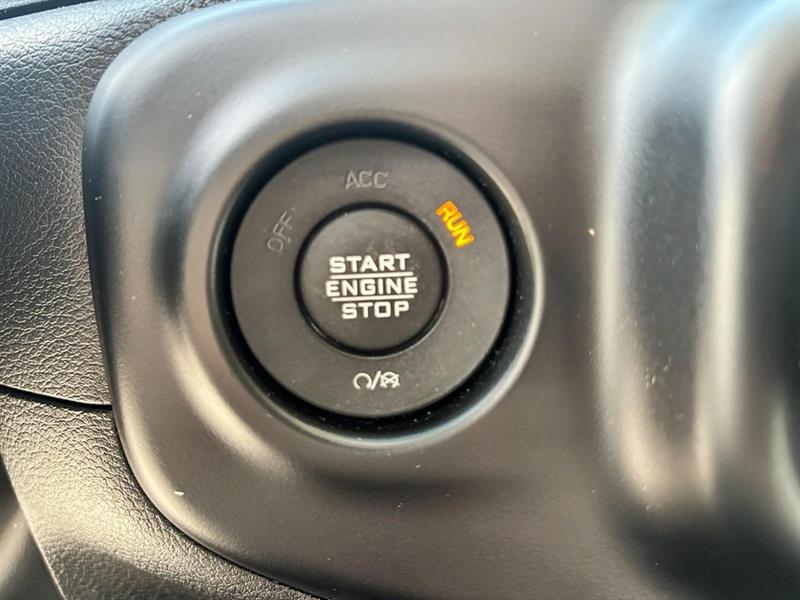 ACC
OFF
RUN
START
ENGINE
STOP